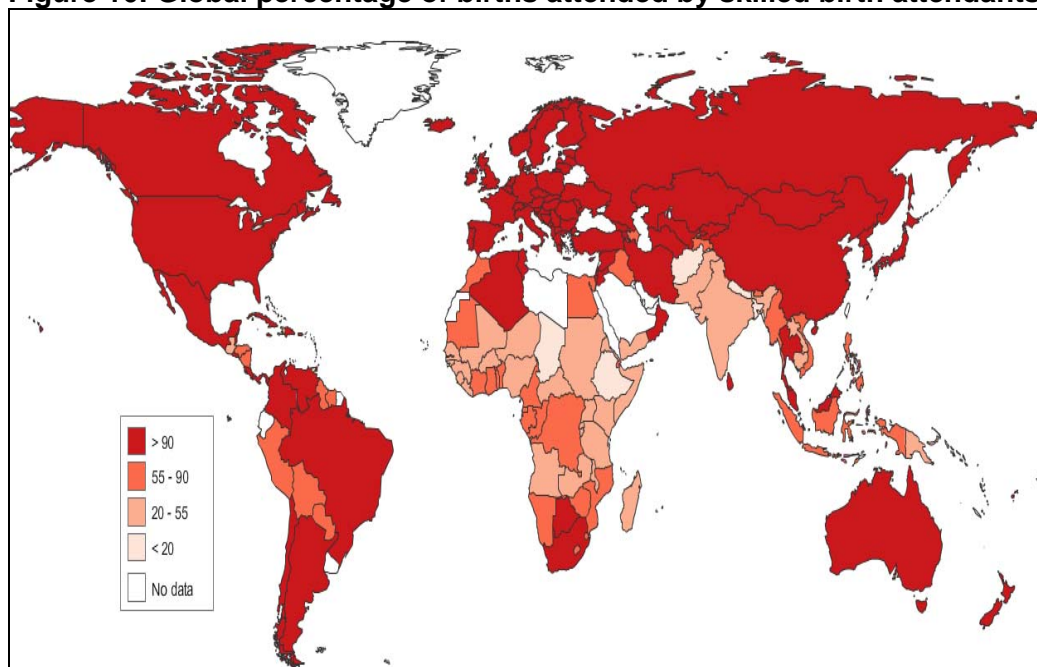 Figure 10: Global percentage of births attended by skilled birth attendants
> 90
55 - 90
20 - 55
< 20
No data